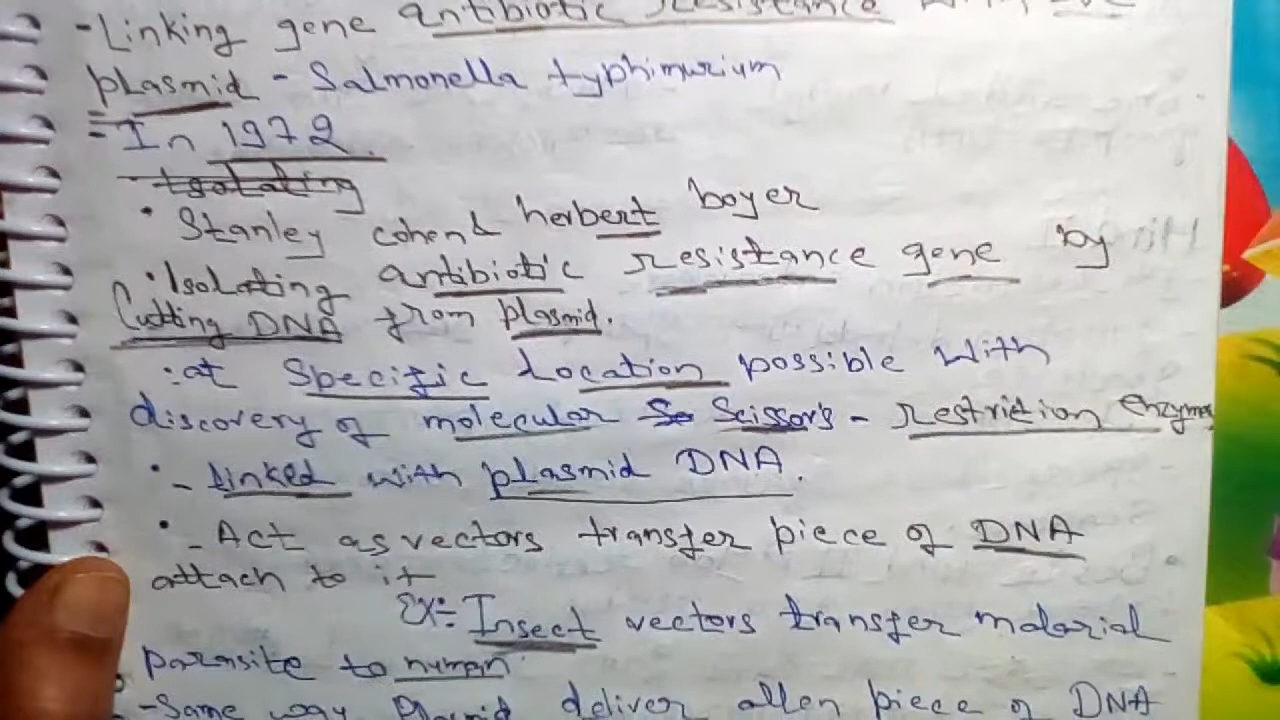 - Linking gene antibiotic resistance with
plasmid - Salmonella typhimurium
= In 1972.
Isolating
• Stanley cohen & herbert boyer
• Isolating antibiotic resistance gene by
Cutting DNA from plasmid.
: at Specific Location possible with
discovery of molecular Sc Scissor's - restriction enzymes
• - linked with plasmid DNA.
• - Act as vectors transfer piece of DNA
attach to it
Ex:- Insect vectors transfer malarial
parasite to human.
- Same way Plasmid deliver alien piece of DNA